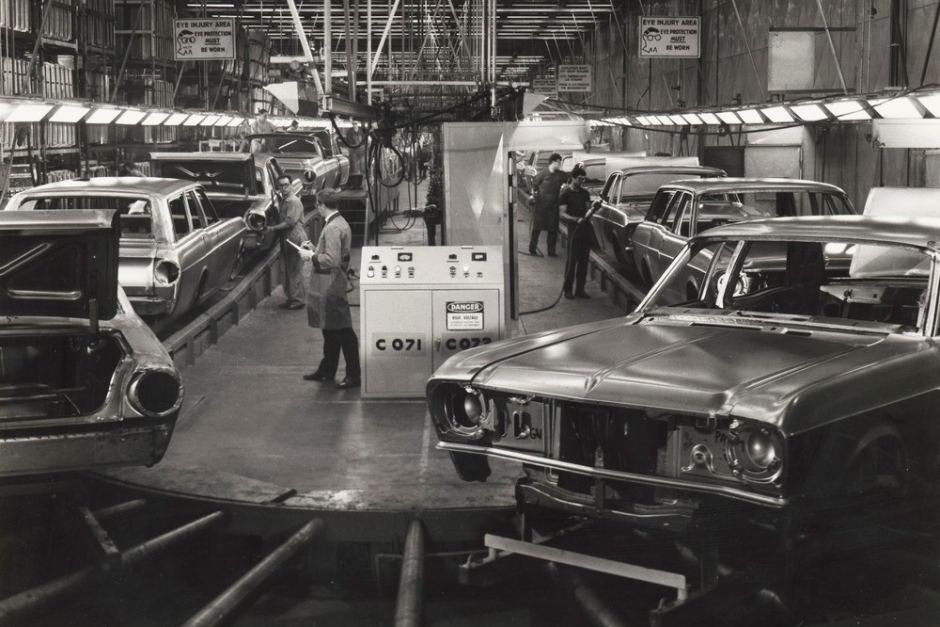 EYE INJURY AREA
EYE PROTECTION
MUST
BE WORN
EYE INJURY AREA
EYE PROTECTION
MUST
BE WORN
DANGER
HIGH VOLTAGE
C 071
C 072